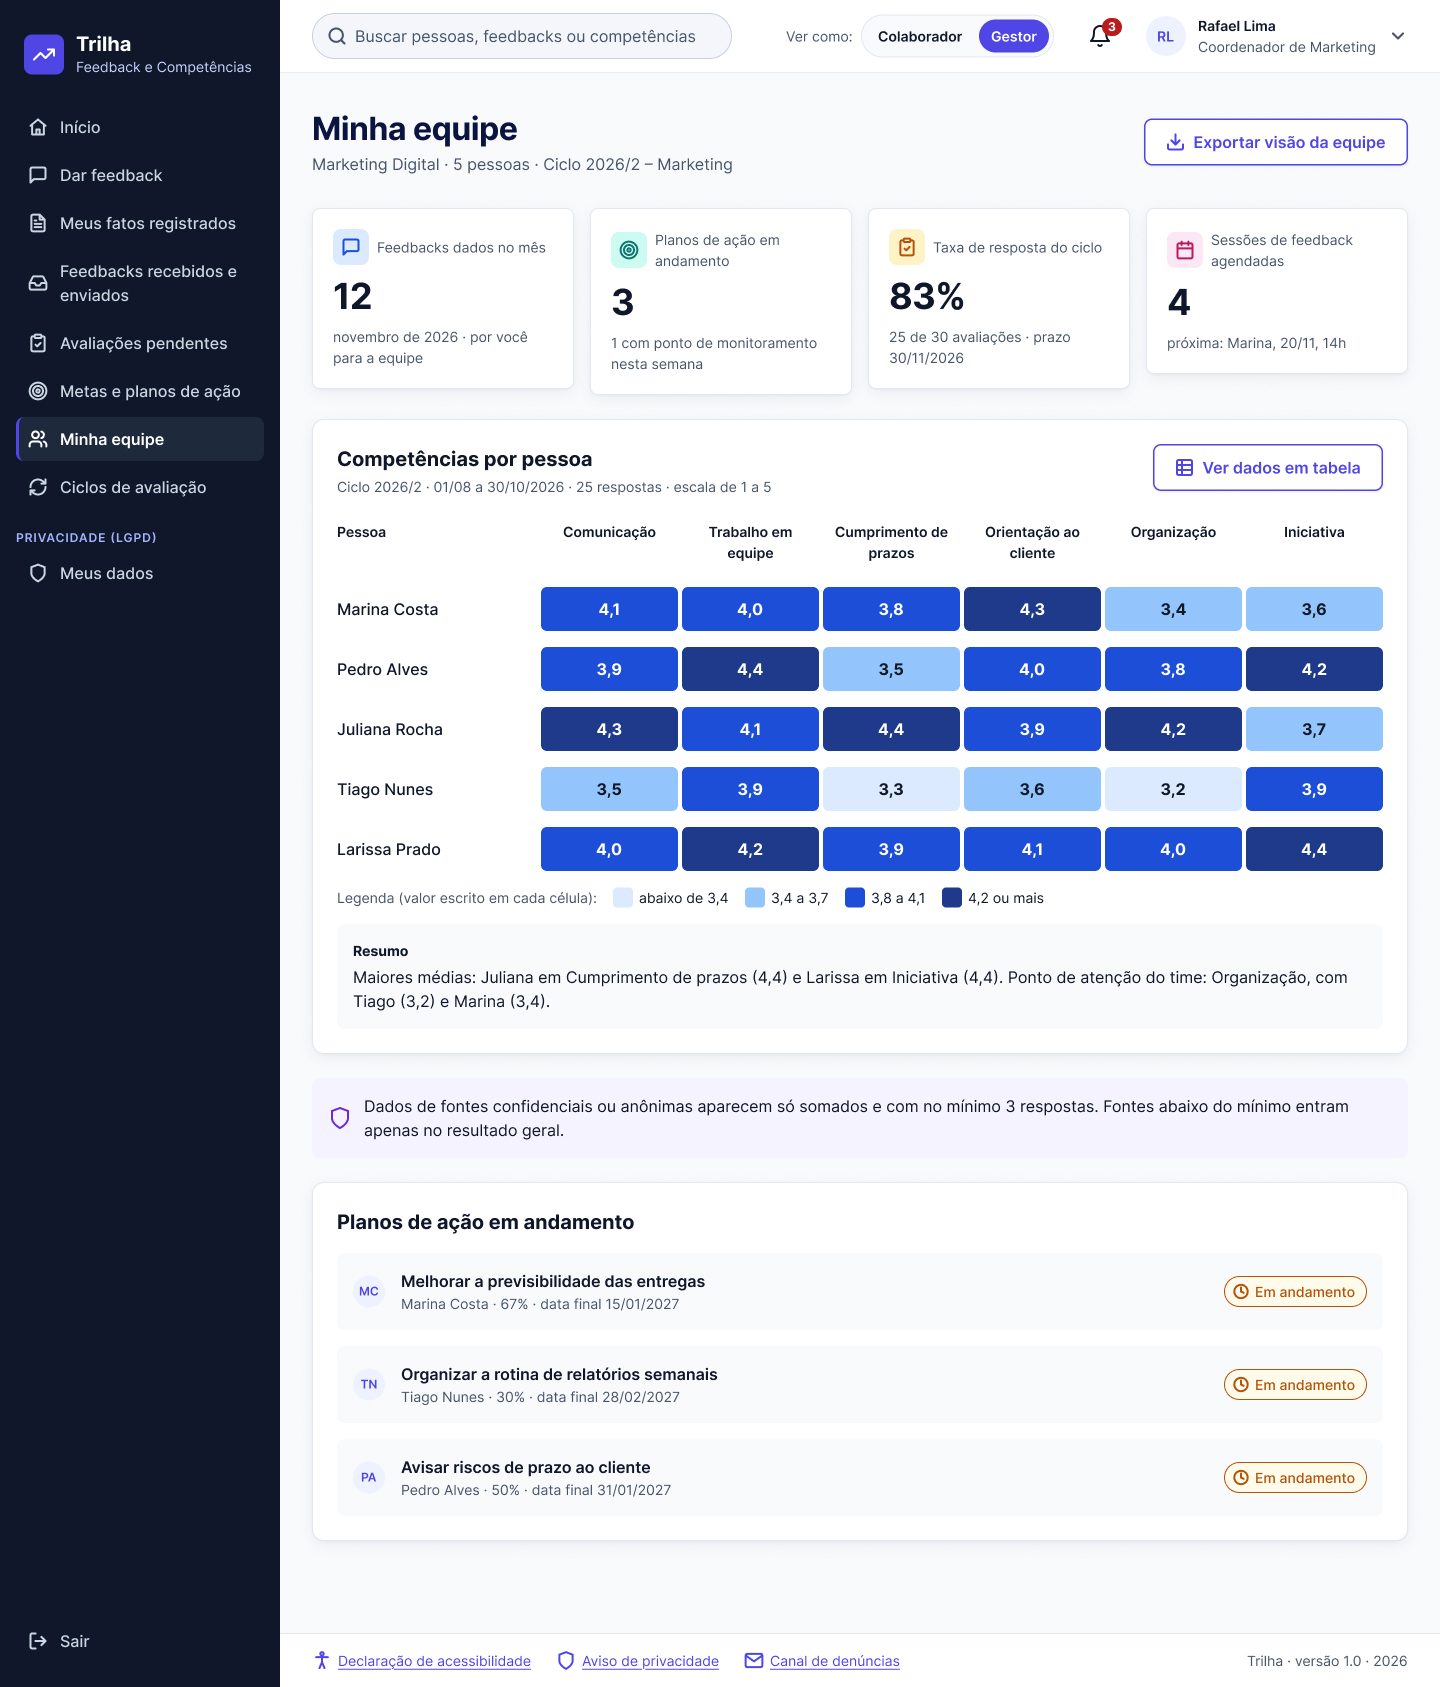 Trilha
Feedback e Competências
Início
Dar feedback
Meus fatos registrados
Feedbacks recebidos e
enviados
Avaliações pendentes
Metas e planos de ação
Minha equipe
Ciclos de avaliação
PRIVACIDADE (LGPD)
Meus dados
Sair
Buscar pessoas, feedbacks ou competências
Ver como:
Colaborador
Gestor
3
RL
Rafael Lima
Coordenador de Marketing
Minha equipe
Marketing Digital · 5 pessoas · Ciclo 2026/2 – Marketing
Exportar visão da equipe
Feedbacks dados no mês
12
novembro de 2026 · por você
para a equipe
Planos de ação em
andamento
3
1 com ponto de monitoramento
nesta semana
Taxa de resposta do ciclo
83%
25 de 30 avaliações · prazo
30/11/2026
Sessões de feedback
agendadas
4
próxima: Marina, 20/11, 14h
Competências por pessoa
Ciclo 2026/2 · 01/08 a 30/10/2026 · 25 respostas · escala de 1 a 5
Ver dados em tabela
Pessoa
Comunicação
Trabalho em
equipe
Cumprimento de
prazos
Orientação ao
cliente
Organização
Iniciativa
Marina Costa 4,1 4,0 3,8 4,3 3,4 3,6
Pedro Alves 3,9 4,4 3,5 4,0 3,8 4,2
Juliana Rocha 4,3 4,1 4,4 3,9 4,2 3,7
Tiago Nunes 3,5 3,9 3,3 3,6 3,2 3,9
Larissa Prado 4,0 4,2 3,9 4,1 4,0 4,4
Legenda (valor escrito em cada célula): abaixo de 3,4 3,4 a 3,7 3,8 a 4,1 4,2 ou mais
Resumo
Maiores médias: Juliana em Cumprimento de prazos (4,4) e Larissa em Iniciativa (4,4). Ponto de atenção do time: Organização, com
Tiago (3,2) e Marina (3,4).
Dados de fontes confidenciais ou anônimas aparecem só somados e com no mínimo 3 respostas. Fontes abaixo do mínimo entram
apenas no resultado geral.
Planos de ação em andamento
MC
Melhorar a previsibilidade das entregas
Marina Costa · 67% · data final 15/01/2027
Em andamento
TN
Organizar a rotina de relatórios semanais
Tiago Nunes · 30% · data final 28/02/2027
Em andamento
PA
Avisar riscos de prazo ao cliente
Pedro Alves · 50% · data final 31/01/2027
Em andamento
Declaração de acessibilidade
Aviso de privacidade
Canal de denúncias
Trilha · versão 1.0 · 2026